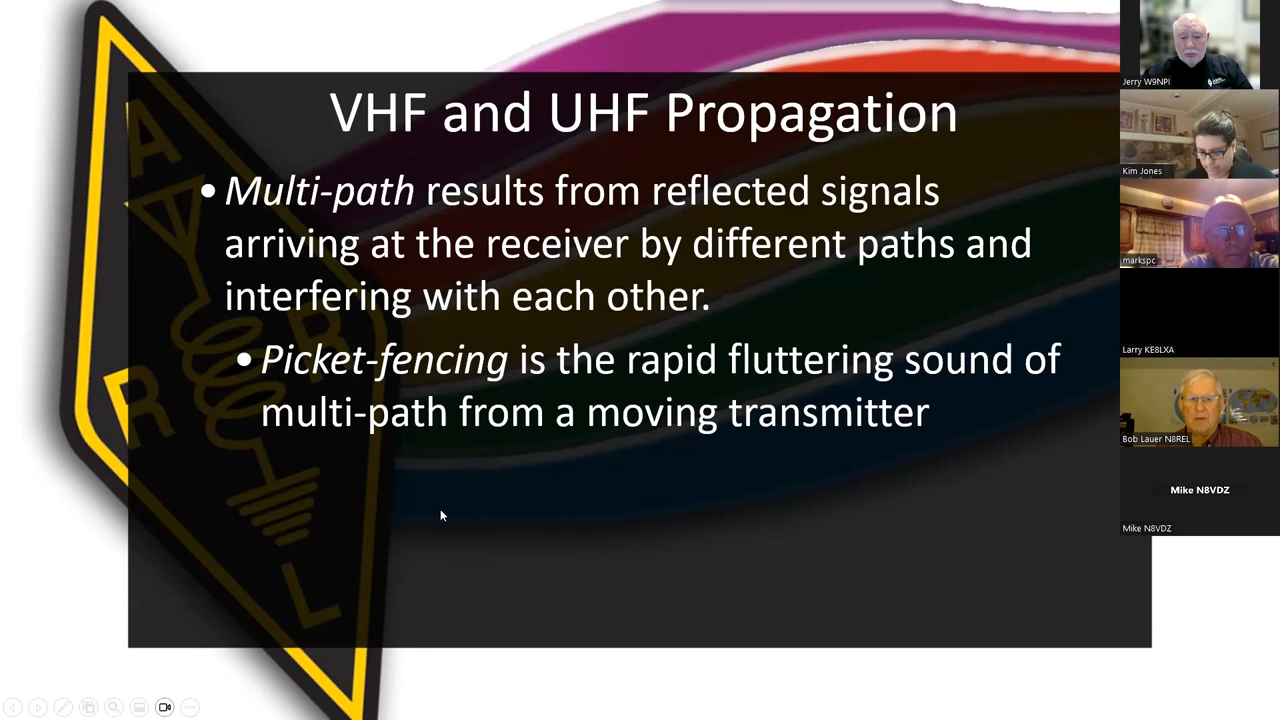 VHF and UHF Propagation
• Multi-path results from reflected signals
arriving at the receiver by different paths and
interfering with each other.
• Picket-fencing is the rapid fluttering sound of
multi-path from a moving transmitter
A
R
R
L
Jerry W9NPI
Kim Jones
markspc
Larry KE8LXA
Bob Lauer N8REL
Mike N8VDZ
Mike N8VDZ